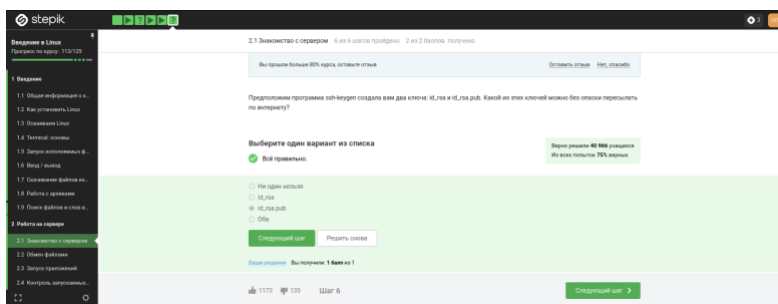 stepik
3
Введение в Linux
Прогресс по курсу: 113/125
2.1 Знакомство с сервером 6 из 6 шагов пройдено 2 из 2 баллов получено
Вы прошли больше 80% курса, оставьте отзыв
Оставить отзыв Нет, спасибо
1 Введение
1.1 Общая информация о к...
1.2 Как установить Linux
1.3 Осваиваем Linux
1.4 Terminal: основы
1.5 Запуск исполняемых ф...
1.6 Ввод / вывод
1.7 Скачивание файлов из...
1.8 Работа с архивами
1.9 Поиск файлов и слов в...
2 Работа на сервере
2.1 Знакомство с сервером
2.2 Обмен файлами
2.3 Запуск приложений
2.4 Контроль запускаемых...
Предположим программа ssh-keygen создала вам два ключа: id_rsa и id_rsa.pub. Какой из этих ключей можно без опаски пересылать
по интернету?
Выберите один вариант из списка
Всё правильно.
Верно решили 40 966 учащихся
Из всех попыток 75% верных
Ни один нельзя
id_rsa
id_rsa.pub
Оба
Следующий шаг
Решить снова
Ваши решения Вы получили: 1 балл из 1
1173 135 Шаг 6
Следующий шаг